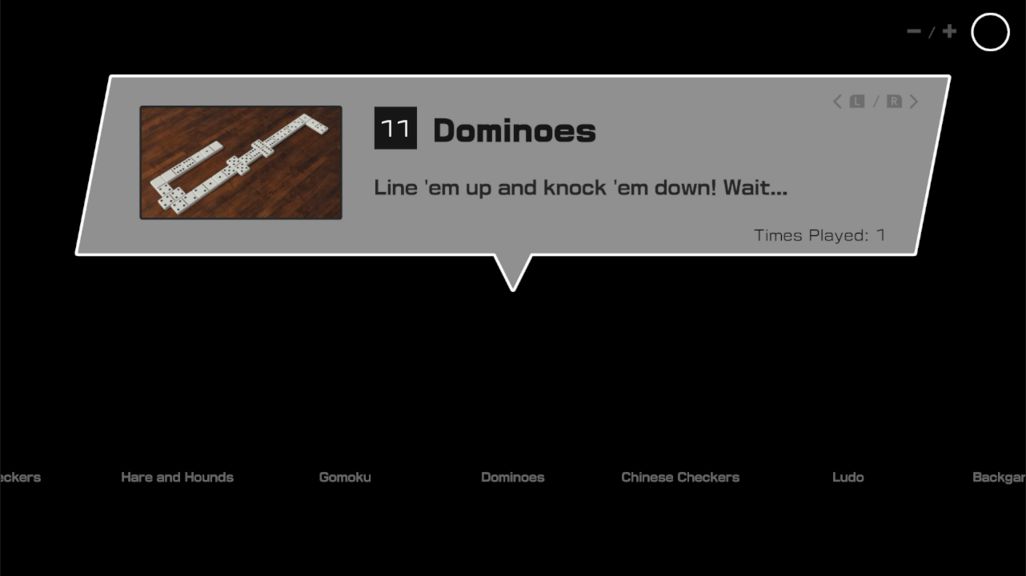 − / +
< L / R >
11 Dominoes
Line 'em up and knock 'em down! Wait...
Times Played: 1
eckers Hare and Hounds Gomoku Dominoes Chinese Checkers Ludo Backgar